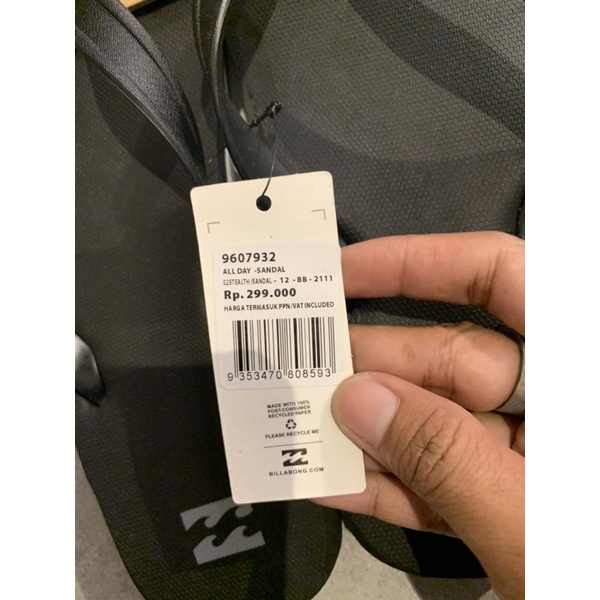 9607932
ALL DAY -SANDAL
02STEALTH /SANDAL - 12 - BB - 2111
Rp. 299.000
HARGA TERMASUK PPN/VAT INCLUDED
9 353470 808593
MADE WITH 100%
POST-CONSUMER
RECYCLED PAPER
PLEASE RECYCLE ME
BILLABONG.COM